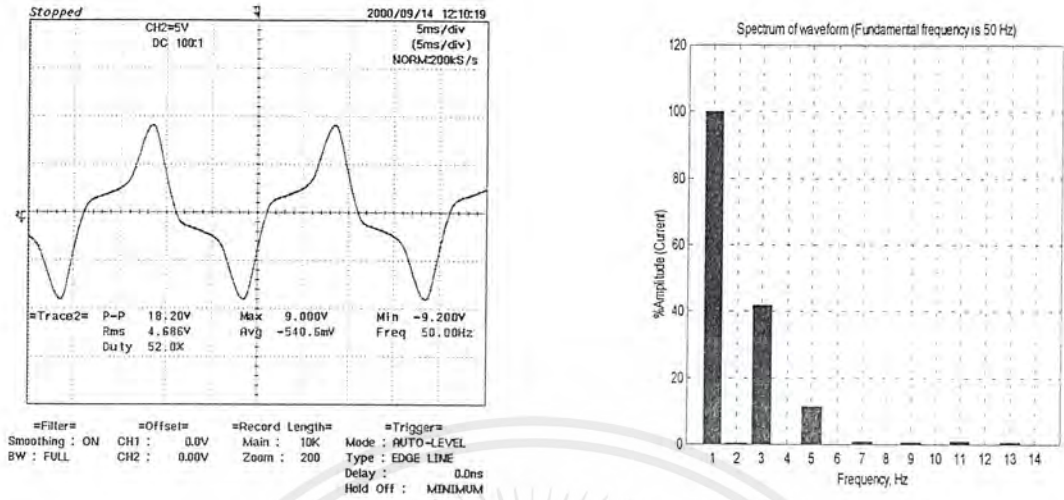 Stopped
2000/09/14 12:10:19
CH2=5V
5ms/div
DC 100:1
(5ms/div)
NORM:200kS/s
=Trace2= P-P 18.20V Max 9.000V Min -9.200V
Rms 4.686V Avg -540.6mV Freq 50.00Hz
Duty 52.0%
=Filter= =Offset= =Record Length= =Trigger=
Smoothing : ON CH1 : 0.0V Main : 10K Mode : AUTO-LEVEL
BW : FULL CH2 : 0.00V Zoom : 200 Type : EDGE LINE
Delay : 0.0ns
Hold Off : MINIMUM
Spectrum of waveform (Fundamental frequency is 50 Hz)
120
100
80
60
40
20
0
%Amplitude (Current)
1 2 3 4 5 6 7 8 9 10 11 12 13 14
Frequency, Hz